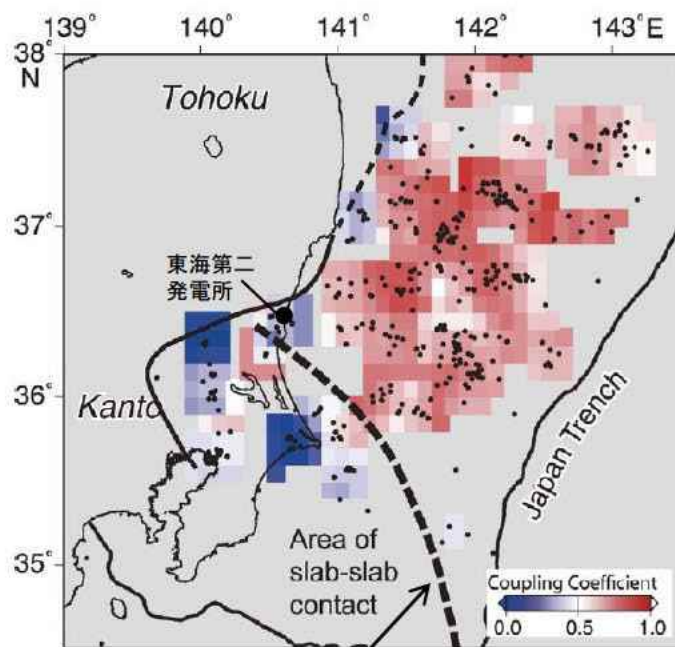 139° 140° 141° 142° 143°E
38°
N
Tohoku
37°
東海第二
発電所
36°
Kanto
Japan Trench
35°
Area of
slab-slab
contact
Coupling Coefficient
0.0 0.5 1.0